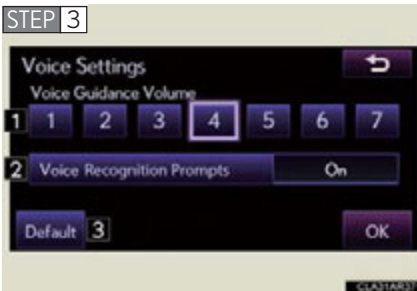 STEP 3
Voice Settings
Voice Guidance Volume
1 1 2 3 4 5 6 7
2 Voice Recognition Prompts On
Default 3 OK
CLA31AR37